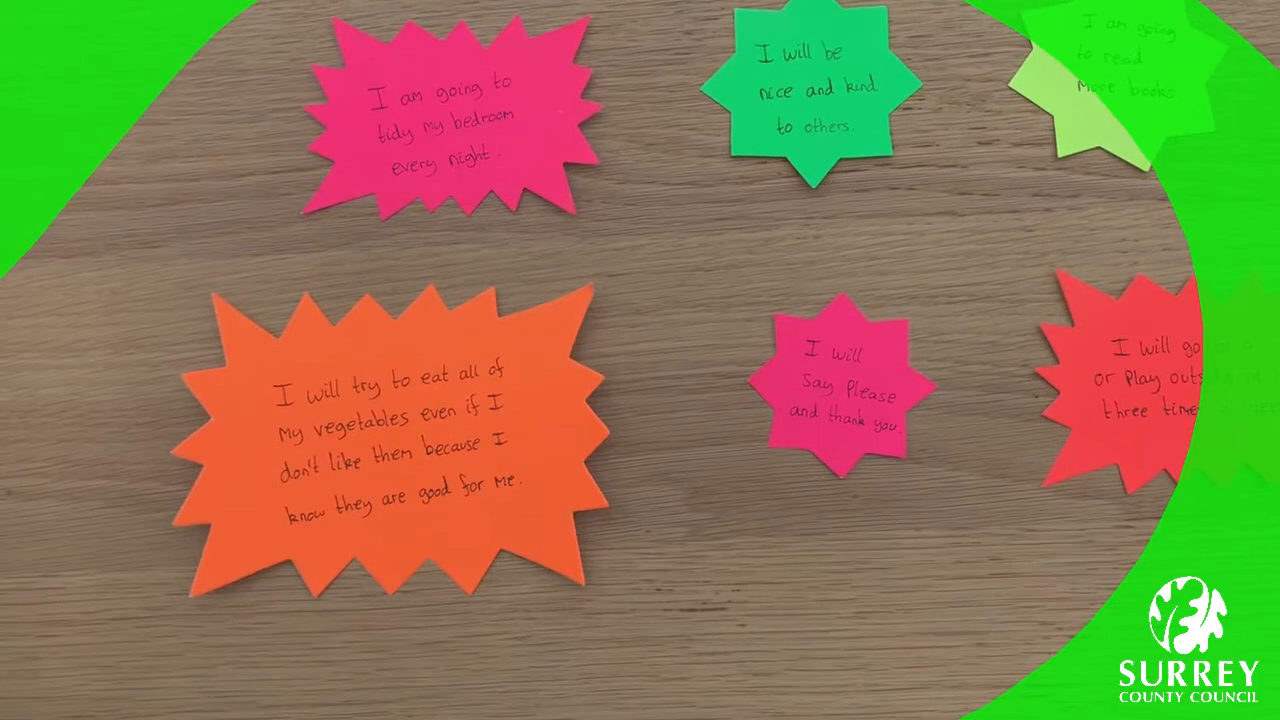 I am going to
tidy my bedroom
every night.
I will be
nice and kind
to others.
I am going
to read
more books.
I will try to eat all of
my vegetables even if I
don't like them because I
know they are good for me.
I will
say please
and thank you.
I will go
or play outside
three times
SURREY
COUNTY COUNCIL